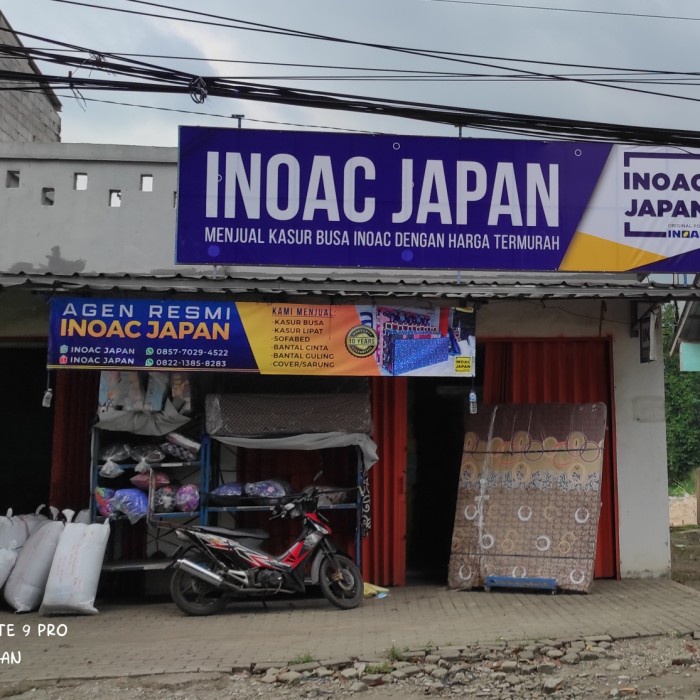 INOAC JAPAN
MENJUAL KASUR BUSA INOAC DENGAN HARGA TERMURAH
INOAC
JAPAN
AGEN RESMI
INOAC JAPAN
INOAC JAPAN 0857-7029-4522
INOAC JAPAN 0822-1385-8283
KAMI MENJUAL:
·KASUR BUSA
·KASUR LIPAT
·SOFABED
·BANTAL CINTA
·BANTAL GULING
·COVER/SARUNG
10 YEARS
INOAC
JAPAN
TE 9 PRO
AN